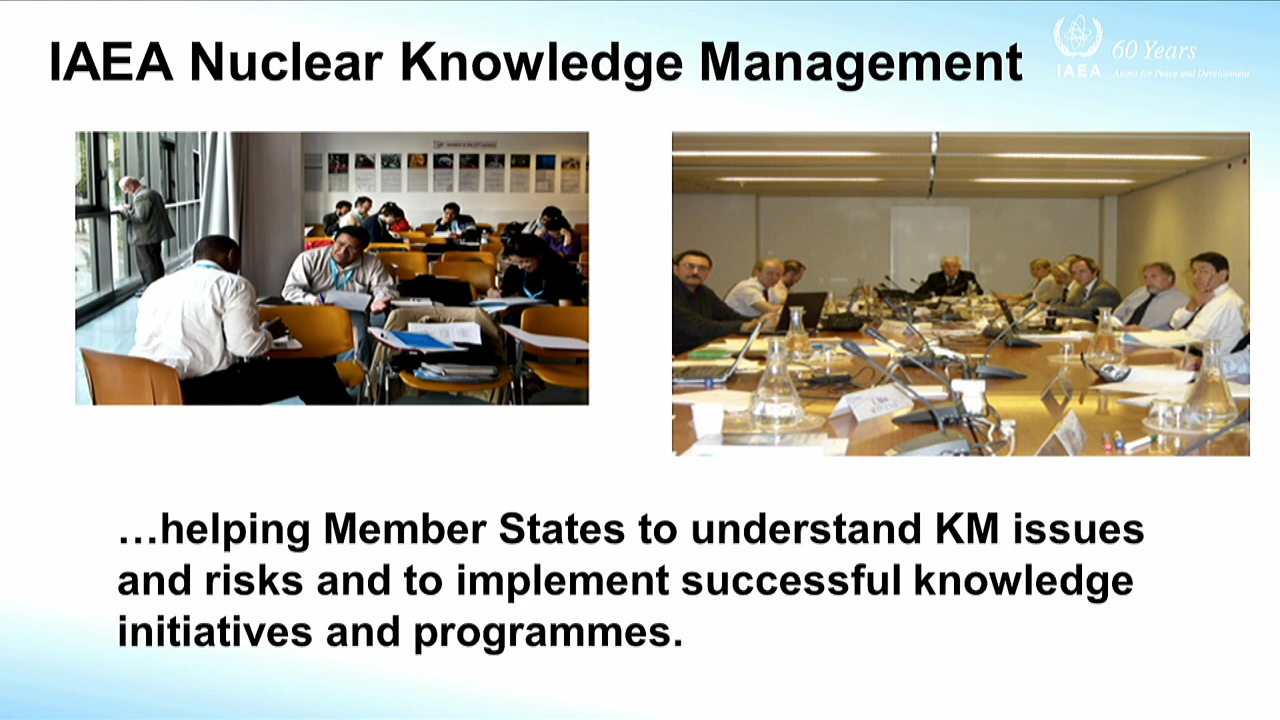 IAEA Nuclear Knowledge Management
60 Years
IAEA
Atoms for Peace and Development
…helping Member States to understand KM issues
and risks and to implement successful knowledge
initiatives and programmes.